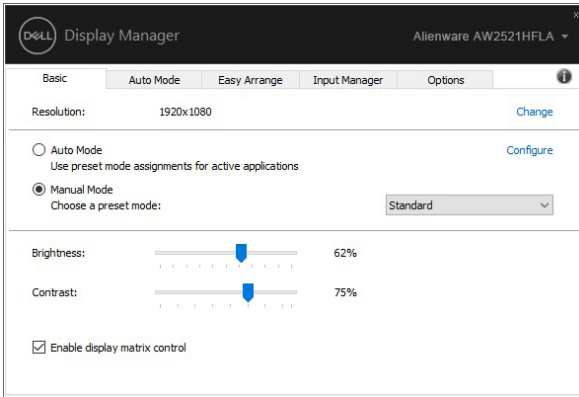 DELL Display Manager
Alienware AW2521HFLA
Basic Auto Mode Easy Arrange Input Manager Options
Resolution: 1920x1080 Change
Auto Mode Configure
Use preset mode assignments for active applications
Manual Mode
Choose a preset mode: Standard
Brightness: 62%
Contrast: 75%
Enable display matrix control